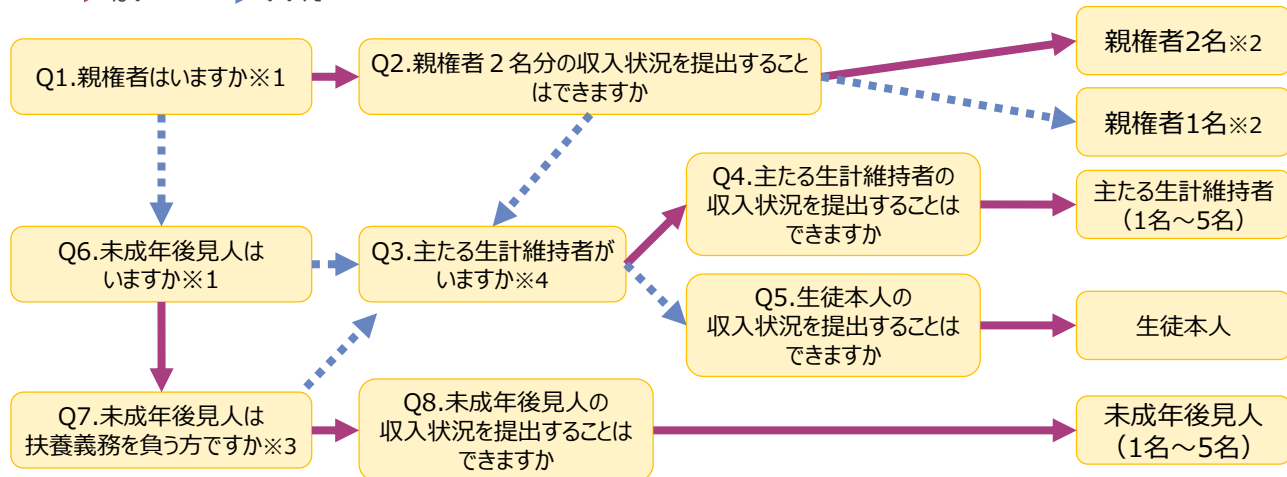 Q1.親権者はいますか※1
Q2.親権者２名分の収入状況を提出すること
はできますか
親権者2名※2
親権者1名※2
Q4.主たる生計維持者の
収入状況を提出することは
できますか
主たる生計維持者
（1名～5名）
Q6.未成年後見人は
いますか※1
Q3.主たる生計維持者が
いますか※4
Q5.生徒本人の
収入状況を提出することは
できますか
生徒本人
Q7.未成年後見人は
扶養義務を負う方ですか※3
Q8.未成年後見人の
収入状況を提出することは
できますか
未成年後見人
（1名～5名）